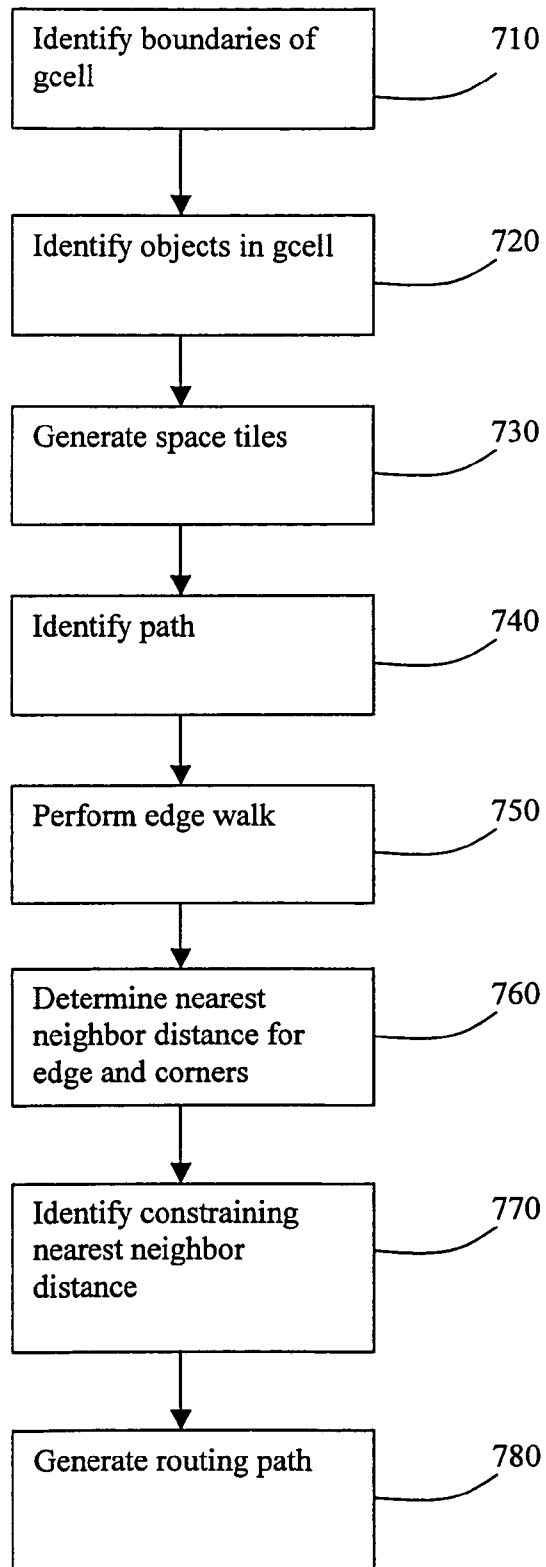 Identify boundaries of
gcell
710
Identify objects in gcell
720
Generate space tiles
730
Identify path
740
Perform edge walk
750
Determine nearest
neighbor distance for
edge and corners
760
Identify constraining
nearest neighbor
distance
770
Generate routing path
780